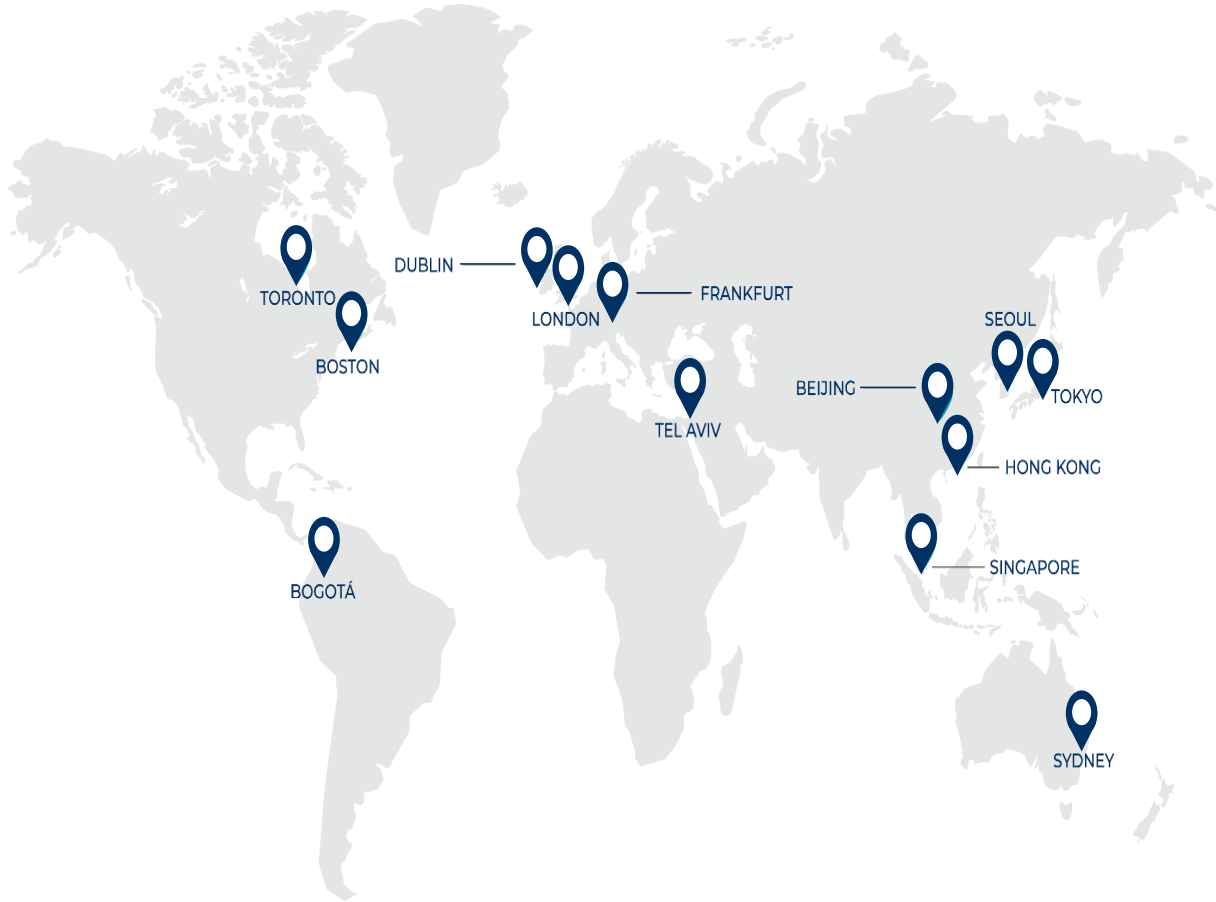 DUBLIN
TORONTO
FRANKFURT
LONDON
SEOUL
BOSTON
BEIJING
TOKYO
TEL AVIV
HONG KONG
SINGAPORE
BOGOTÁ
SYDNEY